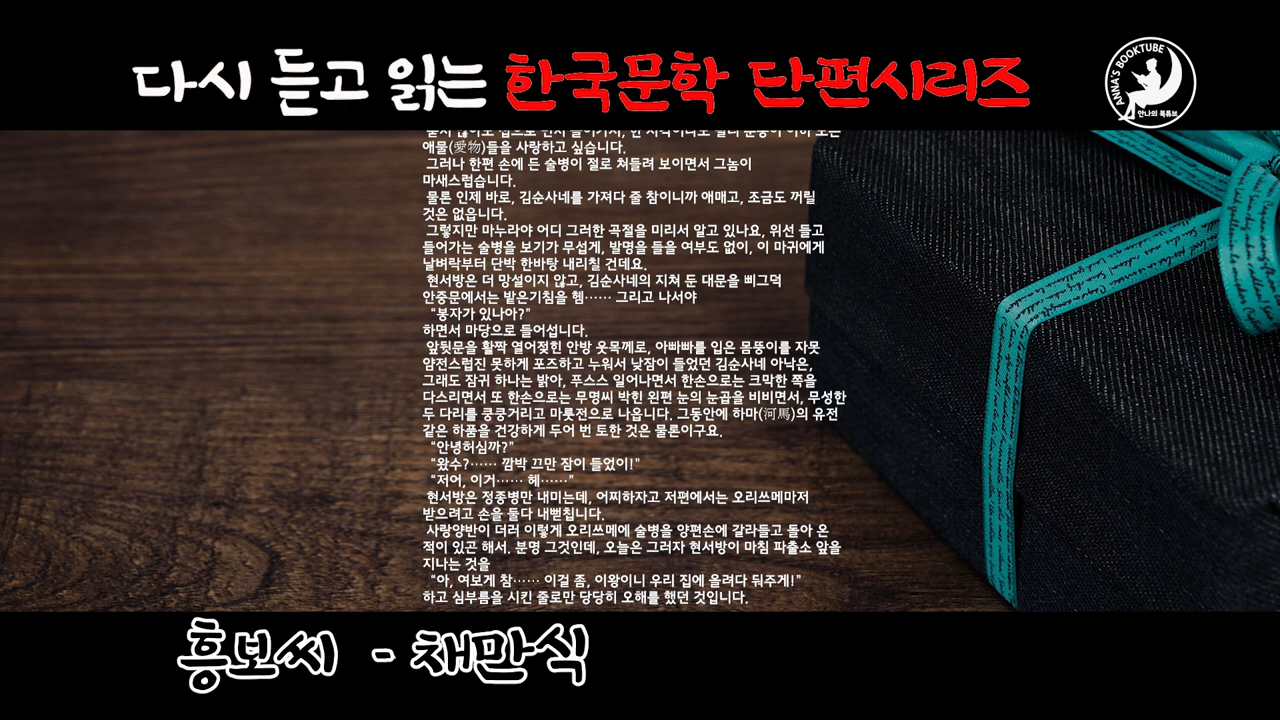 다시 듣고 읽는 한국문학 단편시리즈
ANNA'S BOOKTUBE
안나의 북튜브
애물(愛物)들을 사랑하고 싶습니다.
그러나 한편 손에 든 술병이 절로 쳐들려 보이면서 그놈이
마새스럽습니다.
물론 인제 바로, 김순사네를 가져다 줄 참이니까 애매고, 조금도 꺼릴
것은 없읍니다.
그렇지만 마누라야 어디 그러한 곡절을 미리서 알고 있나요, 위선 들고
들어가는 술병을 보기가 무섭게, 발명을 들을 여부도 없이, 이 마귀에게
날벼락부터 단박 한바탕 내리칠 건데요.
현서방은 더 망설이지 않고, 김순사네의 지쳐 둔 대문을 삐그덕
안중문에서는 밭은기침을 헴…… 그리고 나서야
“봉자가 있나아?”
하면서 마당으로 들어섭니다.
앞뒷문을 활짝 열어젖힌 안방 웃목께로, 아빠빠를 입은 몸뚱이를 자못
얌전스럽진 못하게 포즈하고 누워서 낮잠이 들었던 김순사네 아낙은,
그래도 잠귀 하나는 밝아, 푸스스 일어나면서 한손으로는 크막한 쪽을
다스리면서 또 한손으로는 무명씨 박힌 왼편 눈의 눈곱을 비비면서, 무성한
두 다리를 쿵쿵거리고 마룻전으로 나옵니다. 그동안에 하마(河馬)의 유전
같은 하품을 건강하게 두어 번 토한 것은 물론이구요.
“안녕허심까?”
“왔수?…… 깜박 끄만 잠이 들었이!”
“저어, 이거…… 헤……”
현서방은 정종병만 내미는데, 어찌하자고 저편에서는 오리쓰메마저
받으려고 손을 둘다 내뻗칩니다.
사랑양반이 더러 이렇게 오리쓰메에 술병을 양편손에 갈라들고 돌아 온
적이 있곤 해서. 분명 그것인데, 오늘은 그러자 현서방이 마침 파출소 앞을
지나는 것을
“아, 여보게 참…… 이걸 좀, 이왕이니 우리 집에 올려다 둬주게!”
하고 심부름을 시킨 줄로만 당당히 오해를 했던 것입니다.
흥보씨 - 채만식